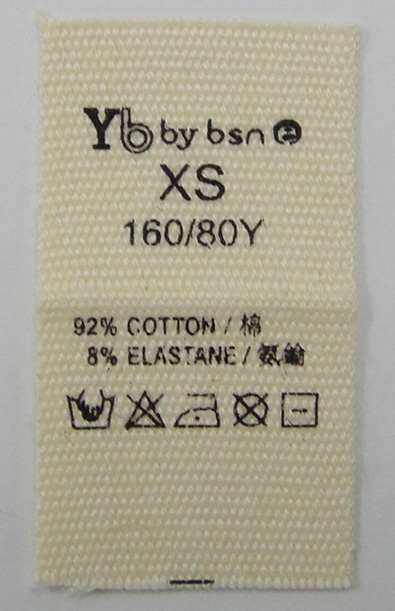 Yb by bsn
XS
160/80Y
92% COTTON / 棉
8% ELASTANE / 氨綸